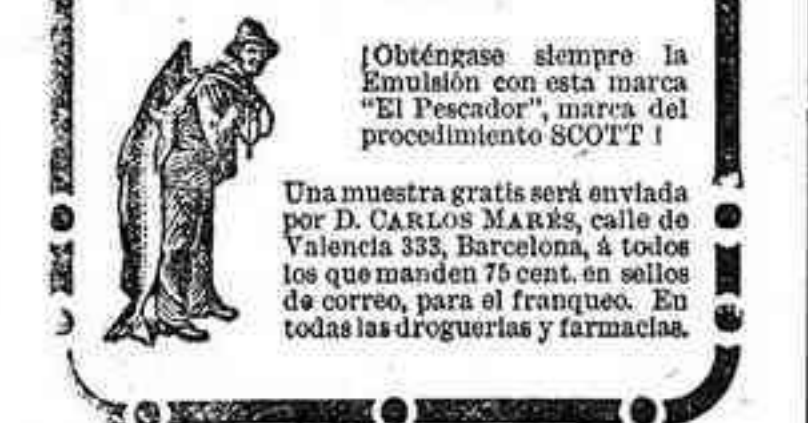 ¡Obténgase siempre la
Emulsión con esta marca
"El Pescador", marca del
procedimiento SCOTT !
Una muestra gratis será enviada
por D. CARLOS MARÉS, calle de
Valencia 333, Barcelona, á todos
los que manden 75 cent. en sellos
de correo, para el franqueo. En
todas las droguerias y farmacias.